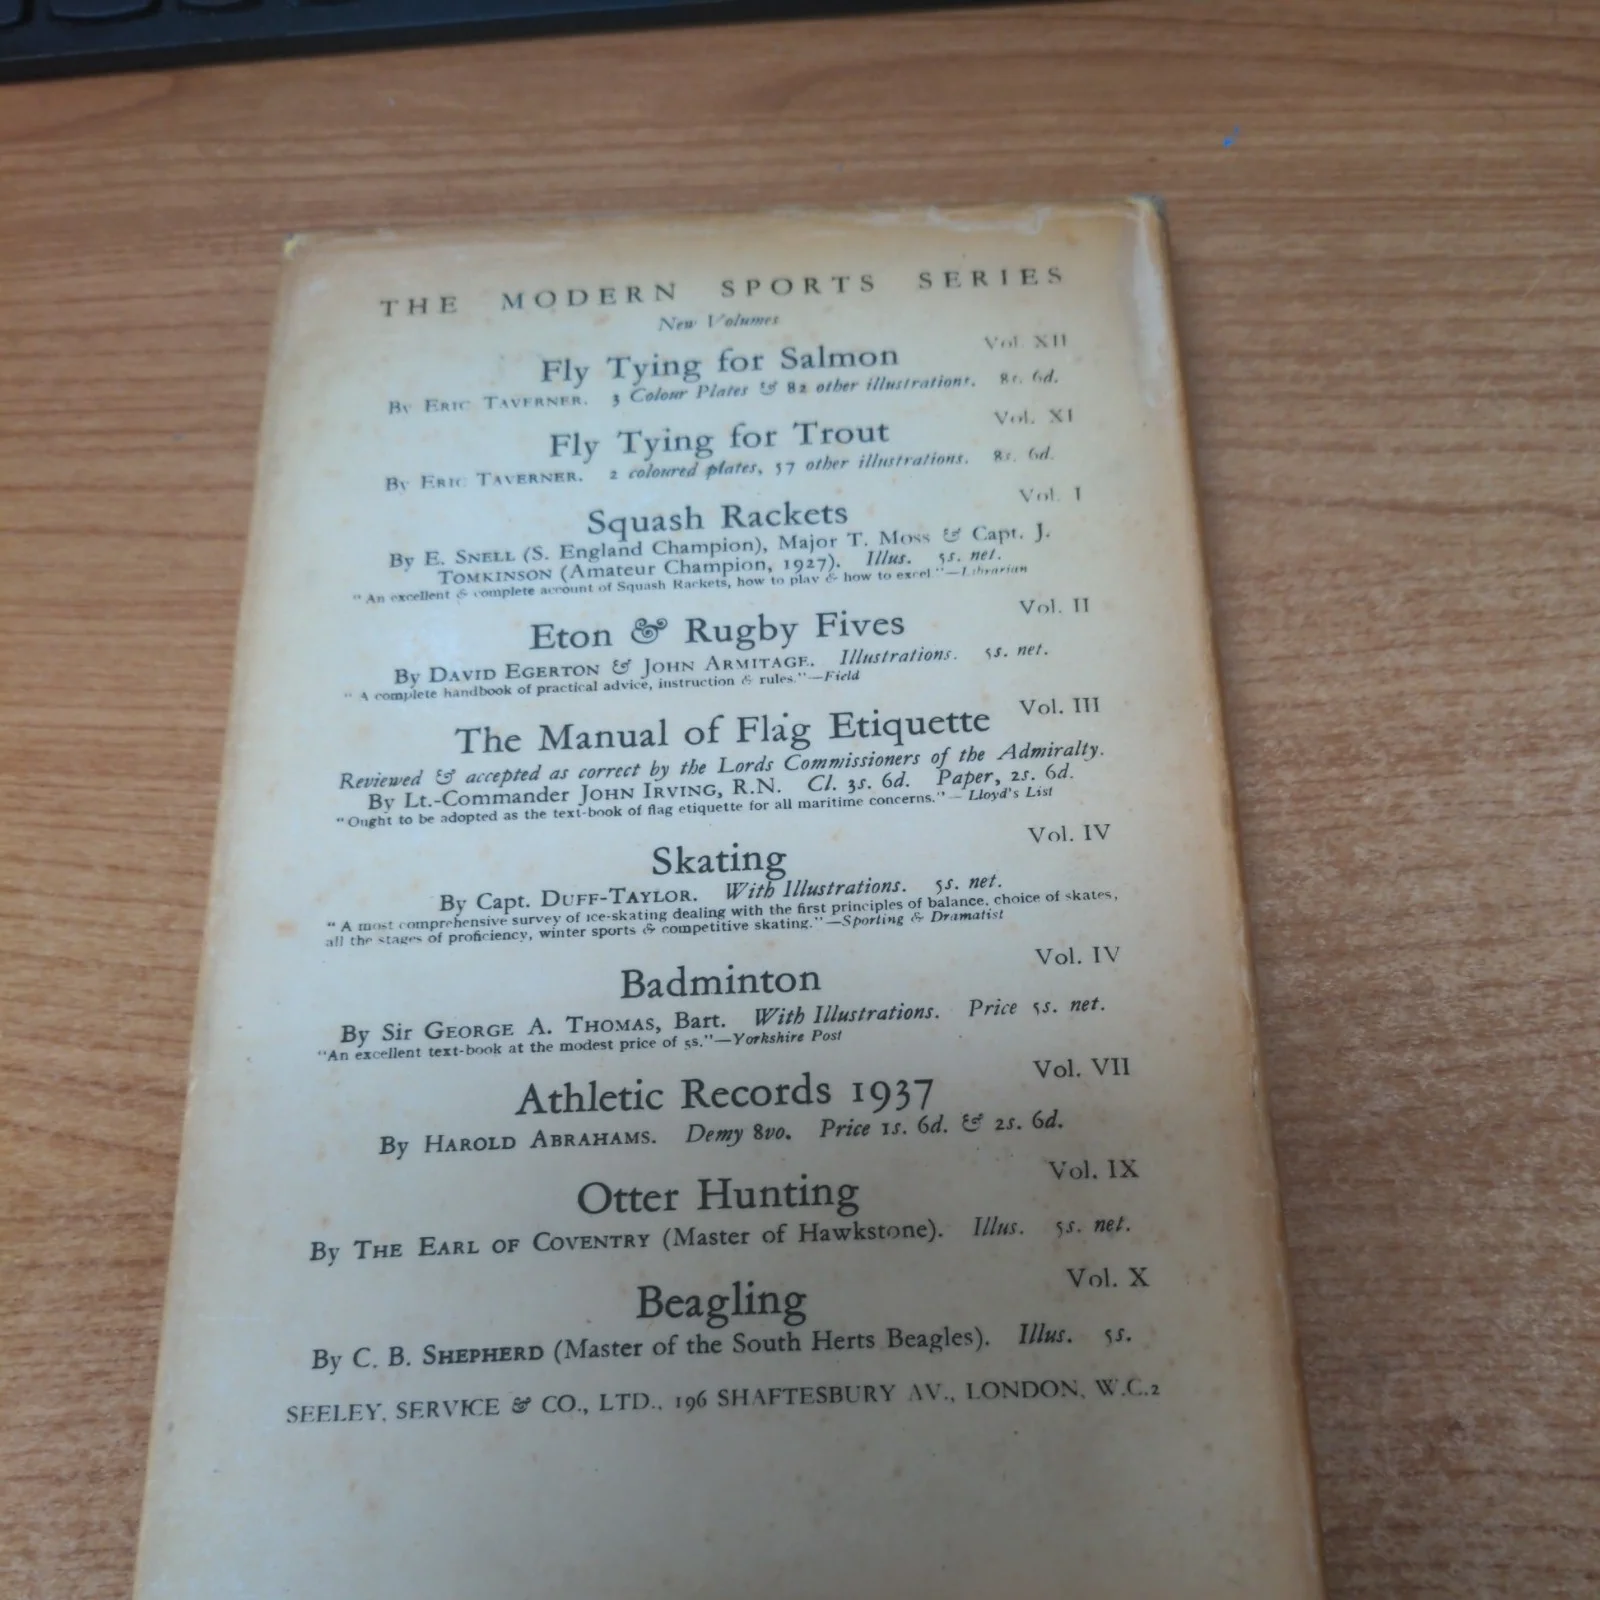 THE MODERN SPORTS SERIES
New Volumes
Vol. XII
Fly Tying for Salmon
By ERIC TAVERNER. 3 Colour Plates & 82 other illustrations. 8s. 6d.
Vol. XI
Fly Tying for Trout
By ERIC TAVERNER. 2 coloured plates, 57 other illustrations. 8s. 6d.
Vol. I
Squash Rackets
By E. SNELL (S. England Champion), Major T. Moss & Capt. J.
TOMKINSON (Amateur Champion, 1927). Illus. 5s. net.
"An excellent & complete account of Squash Rackets, how to play & how to excel."—Librarian
Vol. II
Eton & Rugby Fives
By DAVID EGERTON & JOHN ARMITAGE. Illustrations. 5s. net.
"A complete handbook of practical advice, instruction & rules."—Field
Vol. III
The Manual of Flag Etiquette
Reviewed & accepted as correct by the Lords Commissioners of the Admiralty.
By Lt.-Commander JOHN IRVING, R.N. Cl. 3s. 6d. Paper, 2s. 6d.
"Ought to be adopted as the text-book of flag etiquette for all maritime concerns."—Lloyd's List
Vol. IV
Skating
By Capt. DUFF-TAYLOR. With Illustrations. 5s. net.
"A most comprehensive survey of ice-skating dealing with the first principles of balance, choice of skates,
all the stages of proficiency, winter sports & competitive skating."—Sporting & Dramatist
Vol. IV
Badminton
By Sir GEORGE A. THOMAS, Bart. With Illustrations. Price 5s. net.
"An excellent text-book at the modest price of 5s."—Yorkshire Post
Vol. VII
Athletic Records 1937
By HAROLD ABRAHAMS. Demy 8vo. Price 1s. 6d. & 2s. 6d.
Vol. IX
Otter Hunting
By THE EARL OF COVENTRY (Master of Hawkstone). Illus. 5s. net.
Vol. X
Beagling
By C. B. SHEPHERD (Master of the South Herts Beagles). Illus. 5s.
SEELEY, SERVICE & CO., LTD., 196 SHAFTESBURY AV., LONDON, W.C.2